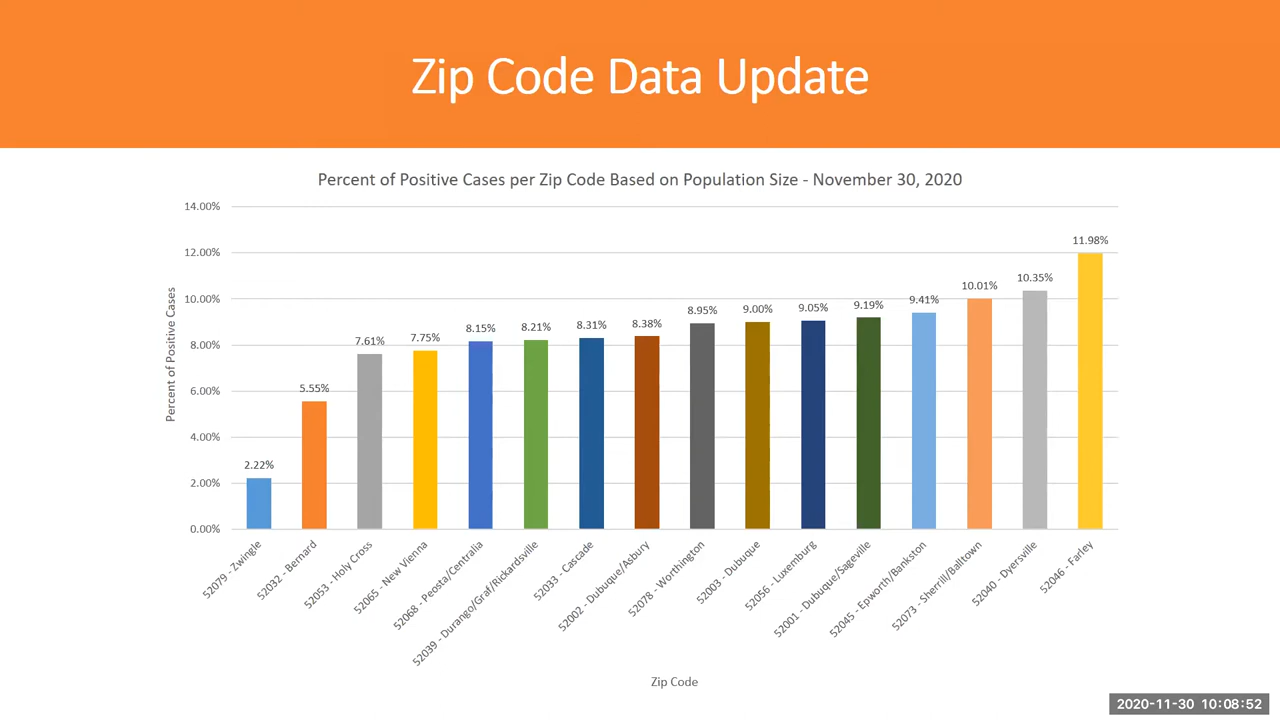 Zip Code Data Update
Percent of Positive Cases per Zip Code Based on Population Size - November 30, 2020
Percent of Positive Cases
14.00%
12.00%
10.00%
8.00%
6.00%
4.00%
2.00%
0.00%
2.22%
5.55%
7.61%
7.75%
8.15%
8.21%
8.31%
8.38%
8.95%
9.00%
9.05%
9.19%
9.41%
10.01%
10.35%
11.98%
52079 - Zwingle
52032 - Bernard
52053 - Holy Cross
52065 - New Vienna
52068 - Peosta/Centralia
52039 - Durango/Graf/Rickardsville
52033 - Cascade
52002 - Dubuque/Asbury
52078 - Worthington
52003 - Dubuque
52056 - Luxemburg
52001 - Dubuque/Sageville
52045 - Epworth/Bankston
52073 - Sherrill/Balltown
52040 - Dyersville
52046 - Farley
Zip Code
2020-11-30 10:08:52